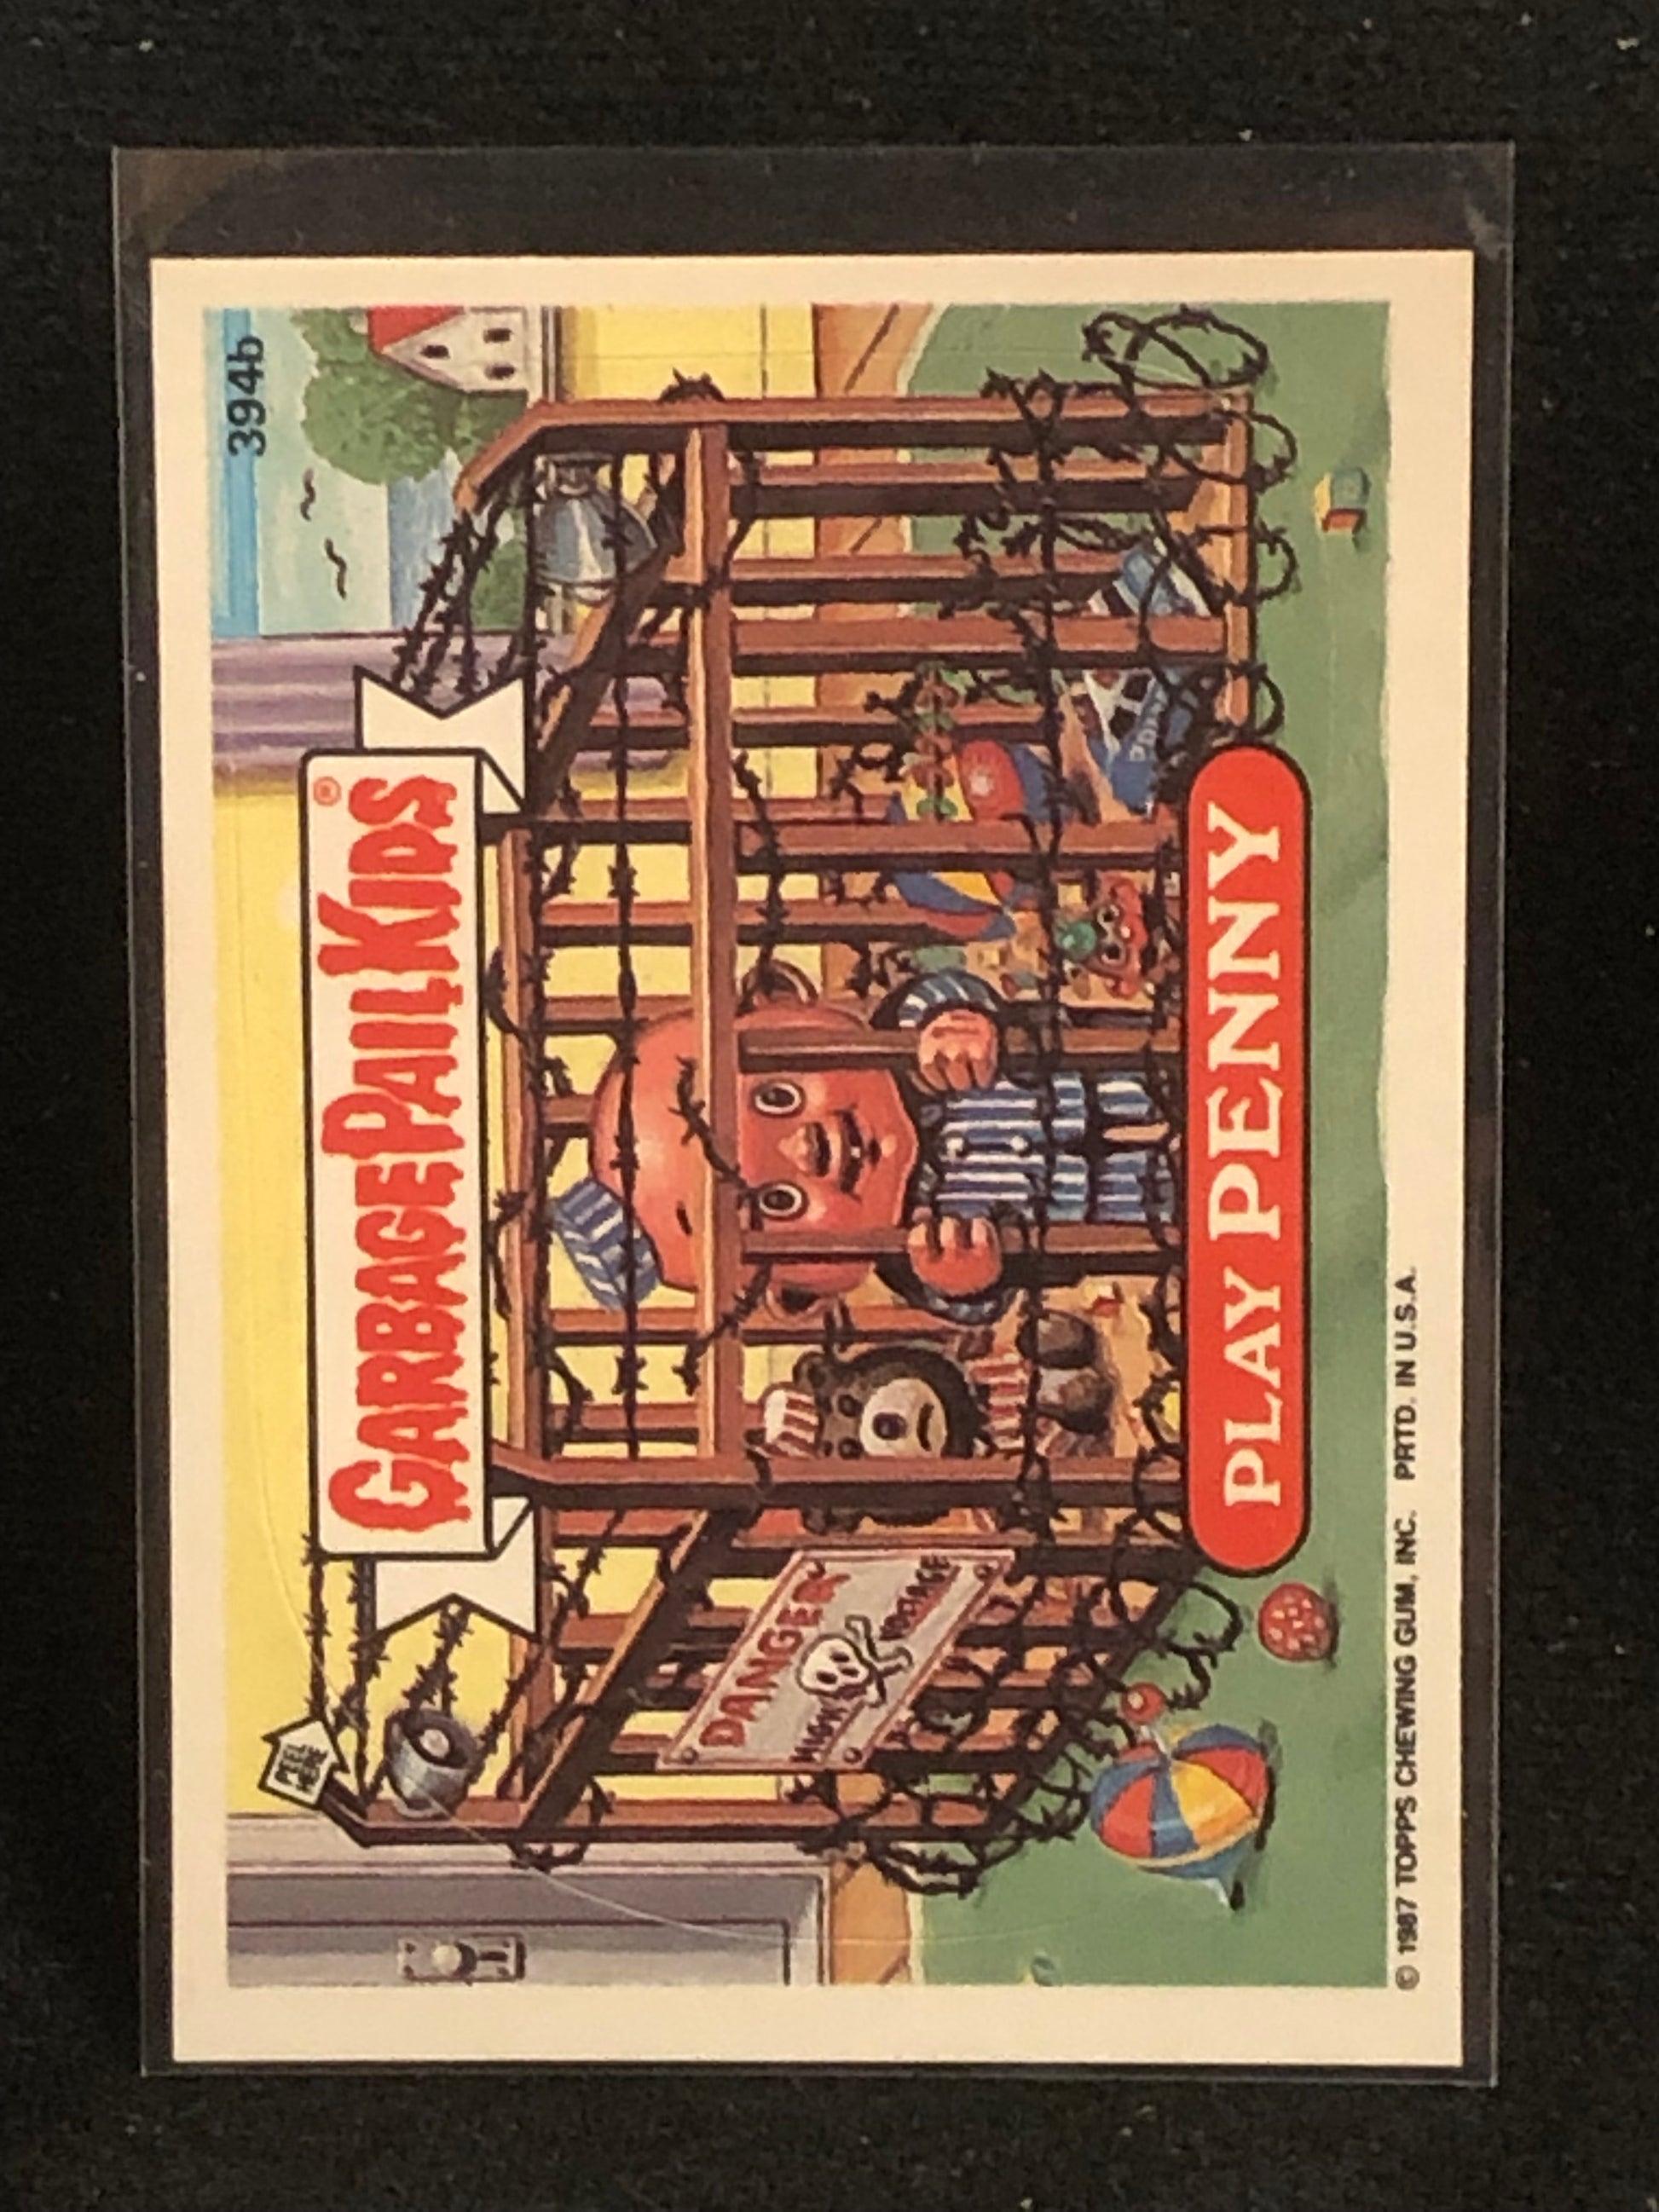 394b
PEEL
HERE
GARBAGE PAIL KIDS®
DANGER
HIGH VOLTAGE
PLAY PENNY
© 1987 TOPPS CHEWING GUM, INC. PRTD. IN U.S.A.